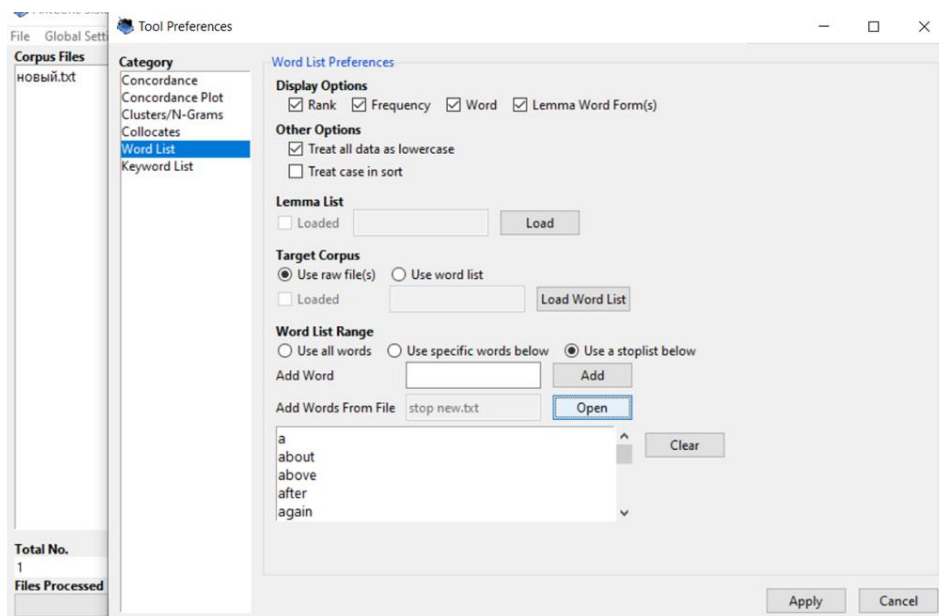 Tool Preferences
File Global Setti
Corpus Files
новый.txt
Total No.
1
Files Processed
Category
Concordance
Concordance Plot
Clusters/N-Grams
Collocates
Word List
Keyword List
Word List Preferences
Display Options
Rank Frequency Word Lemma Word Form(s)
Other Options
Treat all data as lowercase
Treat case in sort
Lemma List
Loaded Load
Target Corpus
Use raw file(s) Use word list
Loaded Load Word List
Word List Range
Use all words Use specific words below Use a stoplist below
Add Word Add
Add Words From File stop new.txt Open
a
about
above
after
again
Clear
Apply Cancel